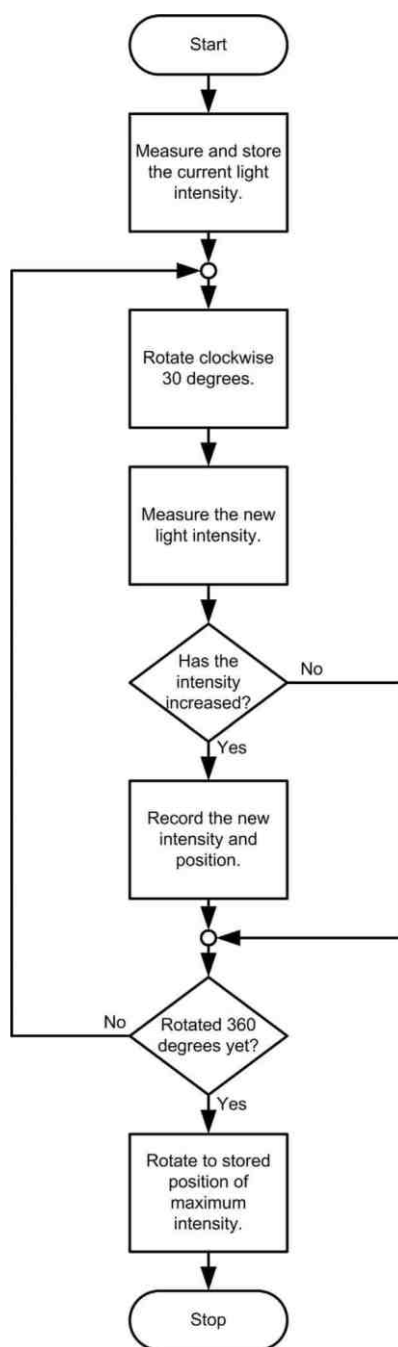 Start
Measure and store
the current light
intensity.
Rotate clockwise
30 degrees.
Measure the new
light intensity.
Has the
intensity
increased?
No
Yes
Record the new
intensity and
position.
No
Rotated 360
degrees yet?
Yes
Rotate to stored
position of
maximum
intensity.
Stop